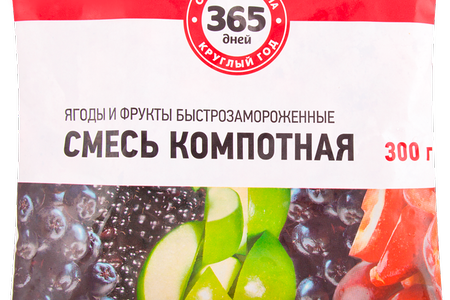 365
дней
КРУГЛЫЙ ГОД
ЯГОДЫ И ФРУКТЫ БЫСТРОЗАМОРОЖЕННЫЕ
СМЕСЬ КОМПОТНАЯ
300 г